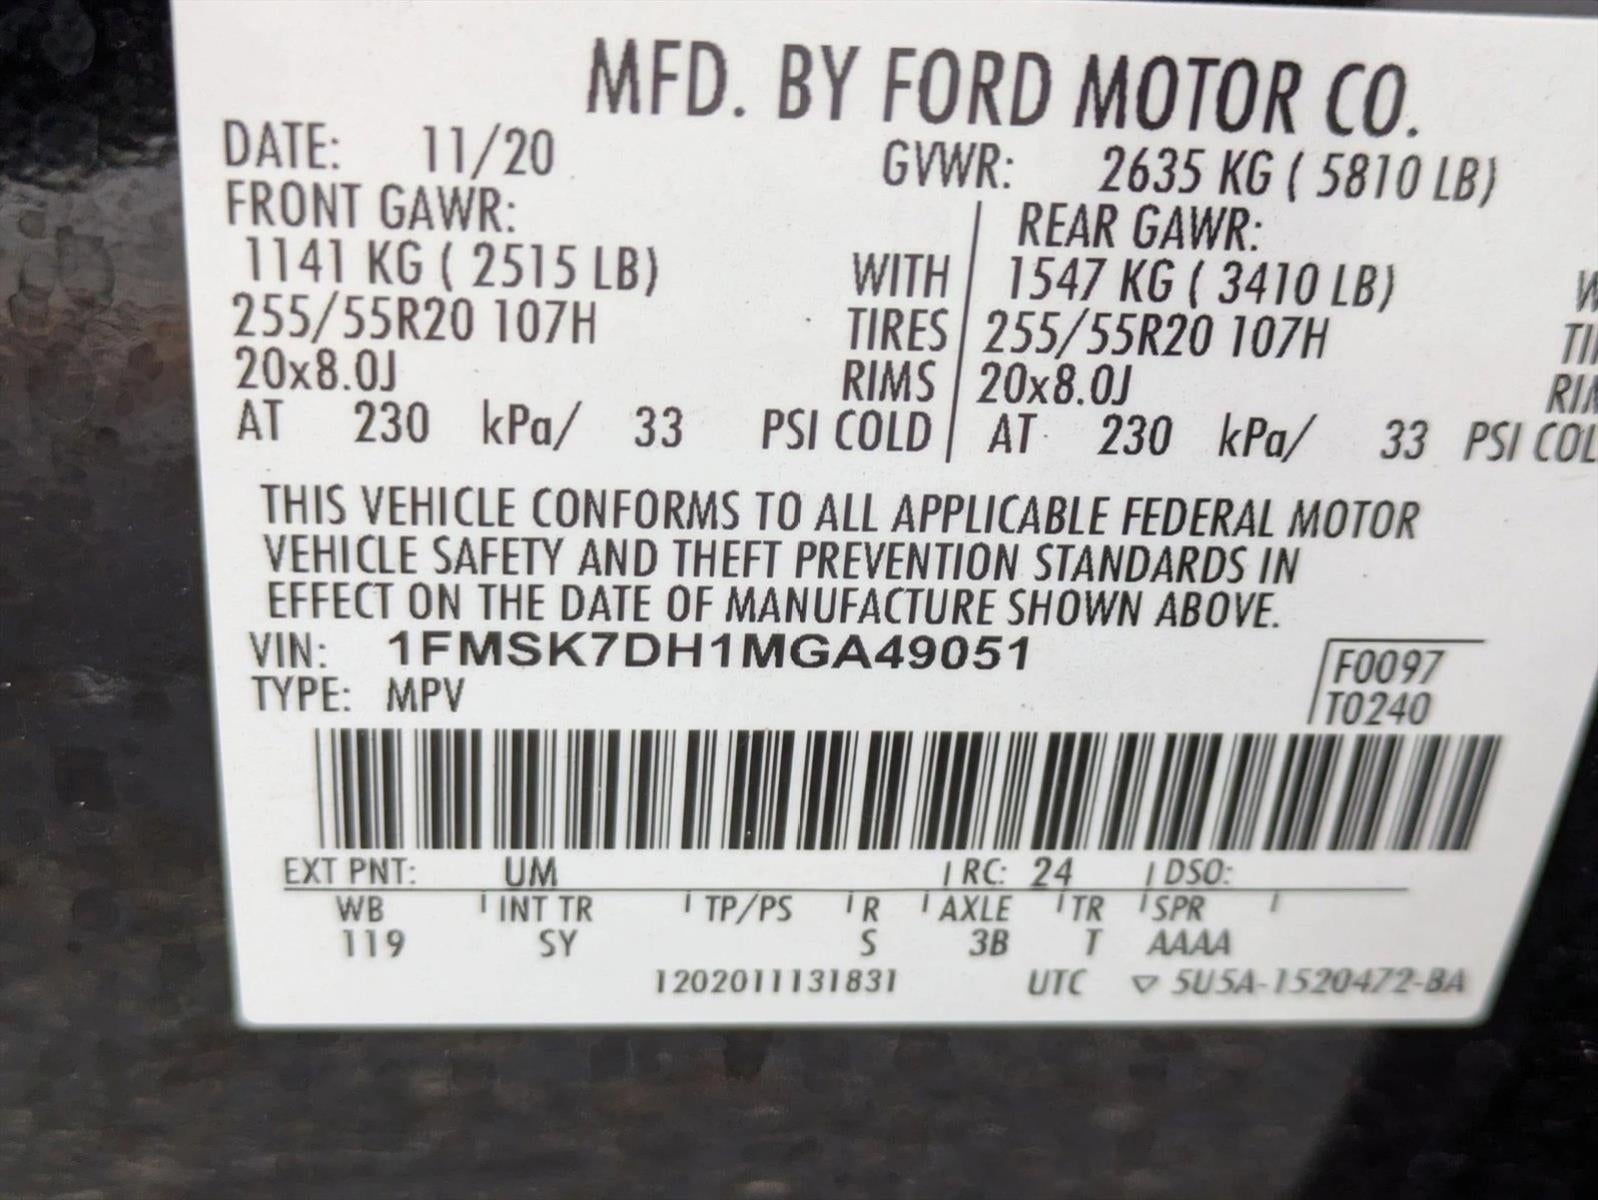 MFD. BY FORD MOTOR CO.
DATE: 11/20 GVWR: 2635 KG ( 5810 LB)
FRONT GAWR: REAR GAWR:
1141 KG ( 2515 LB) WITH 1547 KG ( 3410 LB)
255/55R20 107H TIRES 255/55R20 107H
20x8.0J RIMS 20x8.0J
AT 230 kPa/ 33 PSI COLD AT 230 kPa/ 33 PSI COL
THIS VEHICLE CONFORMS TO ALL APPLICABLE FEDERAL MOTOR
VEHICLE SAFETY AND THEFT PREVENTION STANDARDS IN
EFFECT ON THE DATE OF MANUFACTURE SHOWN ABOVE.
VIN: 1FMSK7DH1MGA49051 F0097
TYPE: MPV T0240
EXT PNT: UM RC: 24 DSO:
WB INT TR TP/PS R AXLE TR SPR
119 SY S 3B T AAAA
1202011131831 UTC ▽ 5U5A-1520472-BA